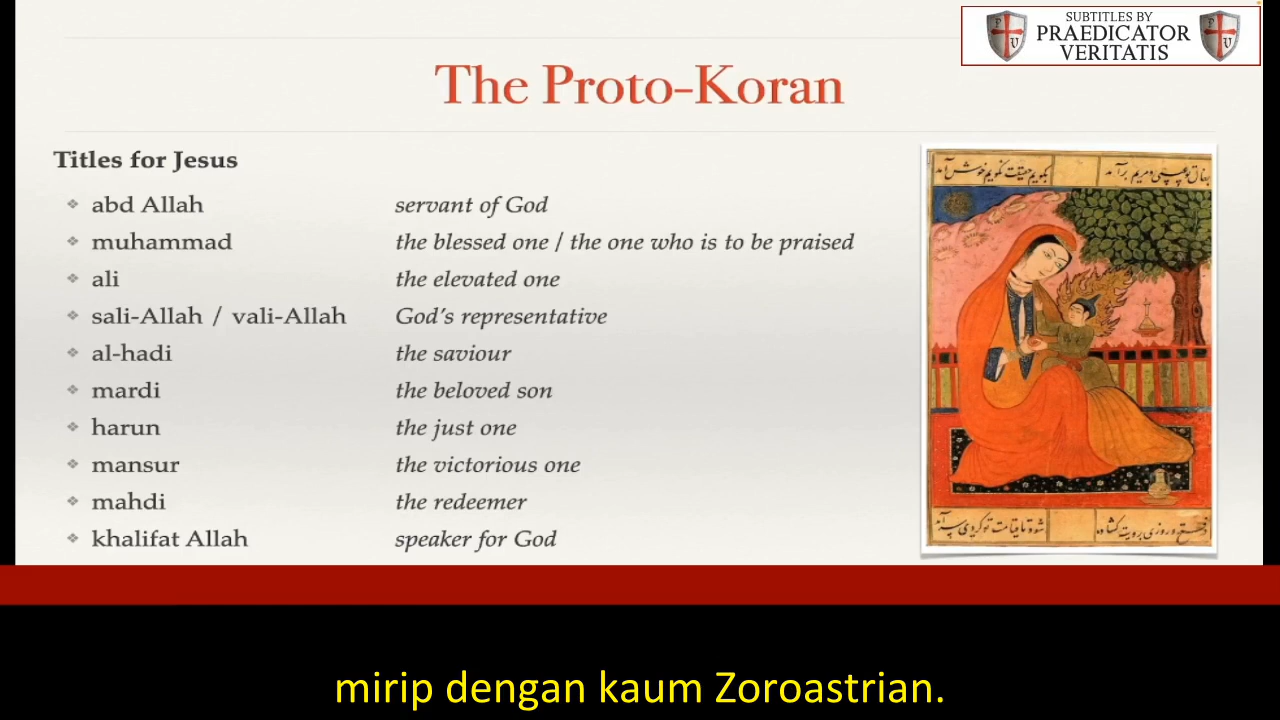 SUBTITLES BY
PRAEDICATOR
VERITATIS
The Proto-Koran
Titles for Jesus
abd Allah servant of God
muhammad the blessed one / the one who is to be praised
ali the elevated one
sali-Allah / vali-Allah God's representative
al-hadi the saviour
mardi the beloved son
harun the just one
mansur the victorious one
mahdi the redeemer
khalifat Allah speaker for God
mirip dengan kaum Zoroastrian.